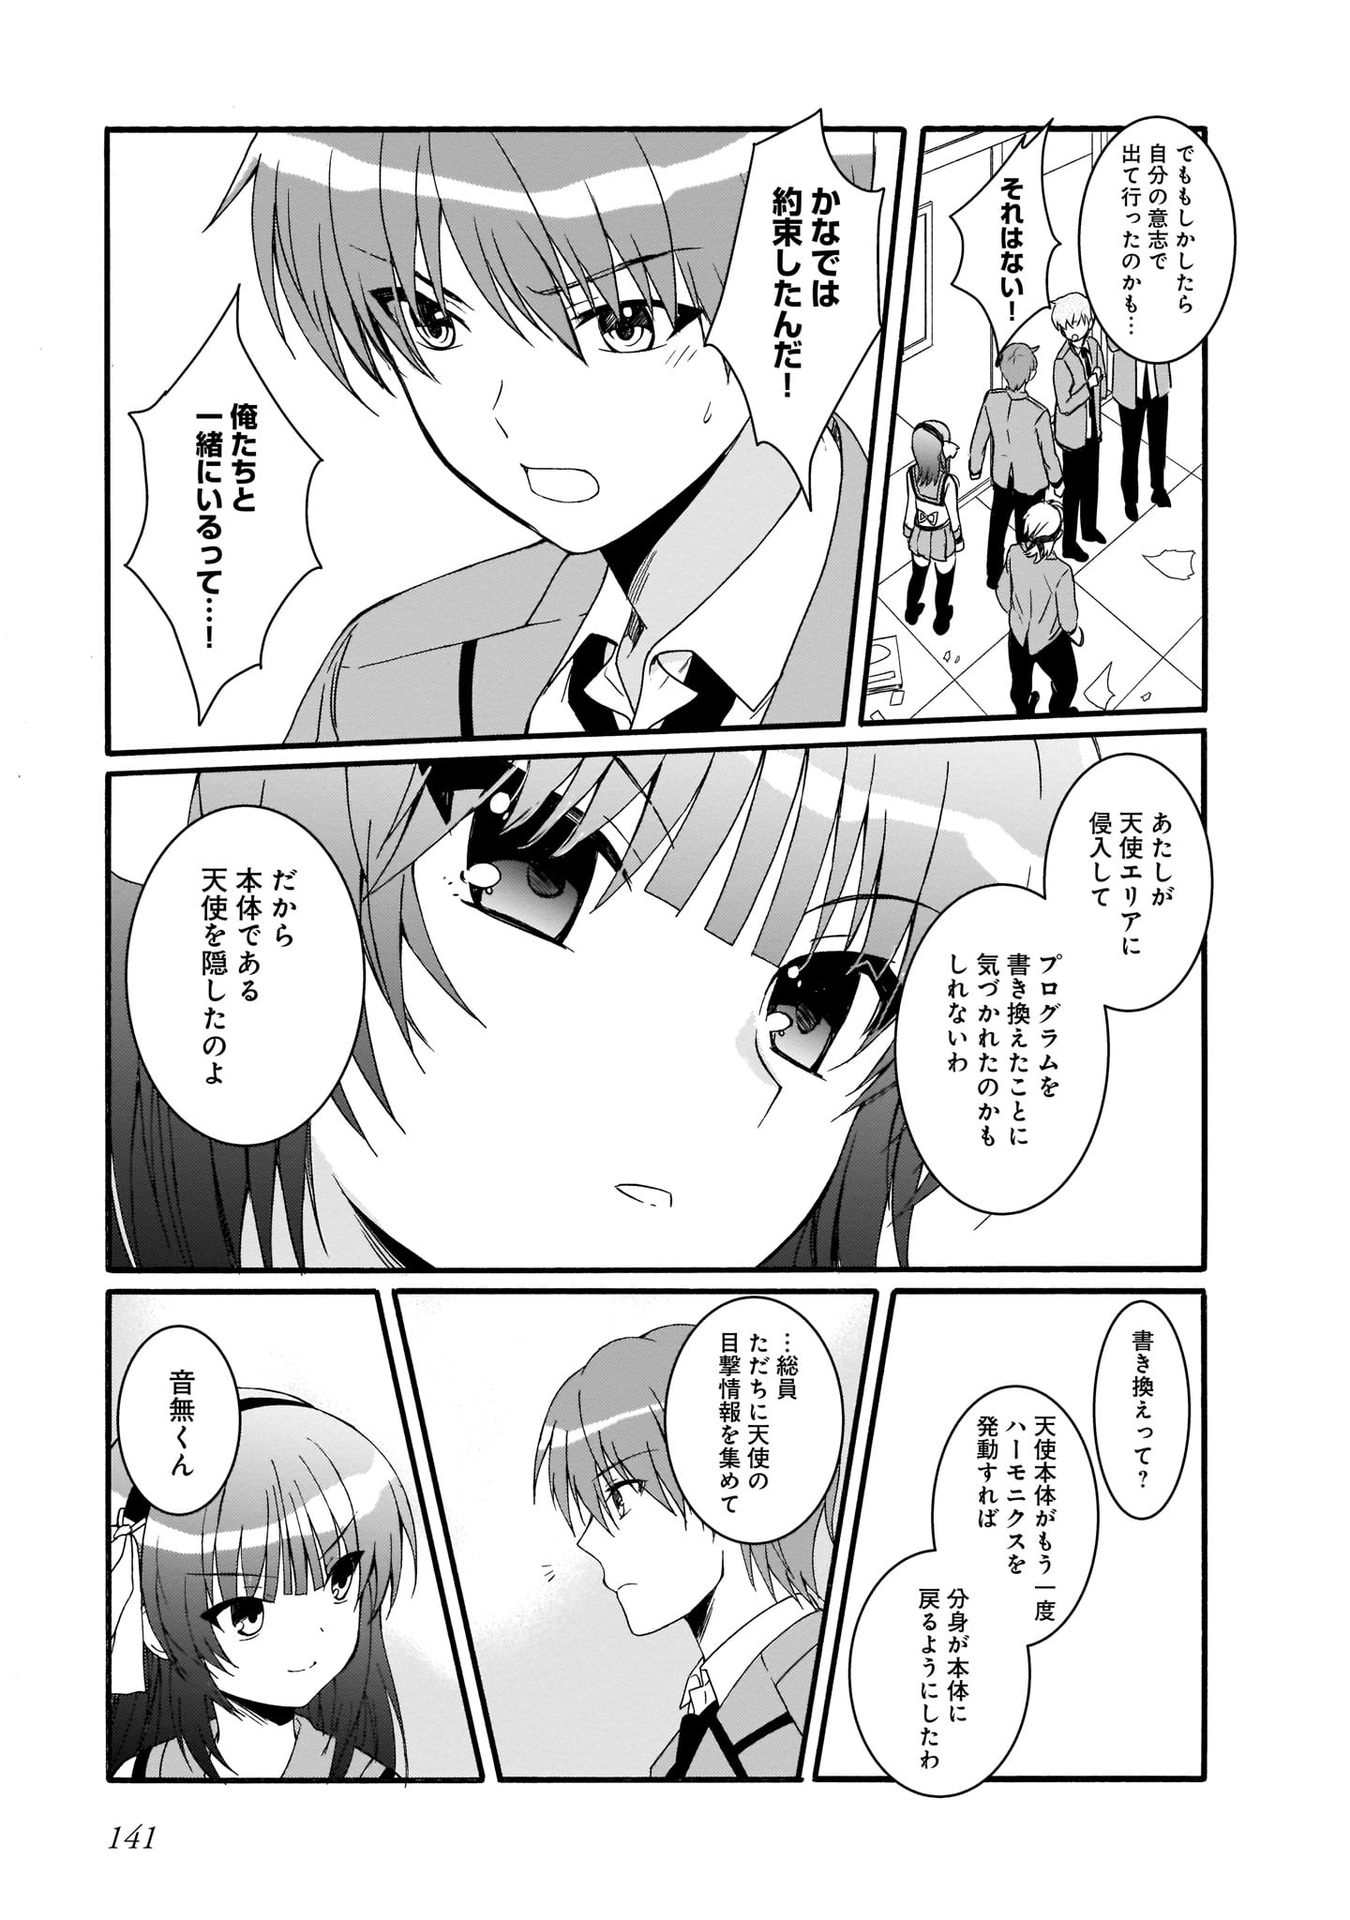 でももしかしたら
自分の意志で
出て行ったのかも…
それはない！
かなでは
約束したんだ！
俺たちと
一緒にいるって…！
あたしが
天使エリアに
侵入して
プログラムを
書き換えたことに
気づかれたのかも
しれないわ
だから
本体である
天使を隠したのよ
書き換えって？
天使本体がもう一度
ハーモニクスを
発動すれば
分身が本体に
戻るようにしたわ
…総員
ただちに天使の
目撃情報を集めて
音無くん
141